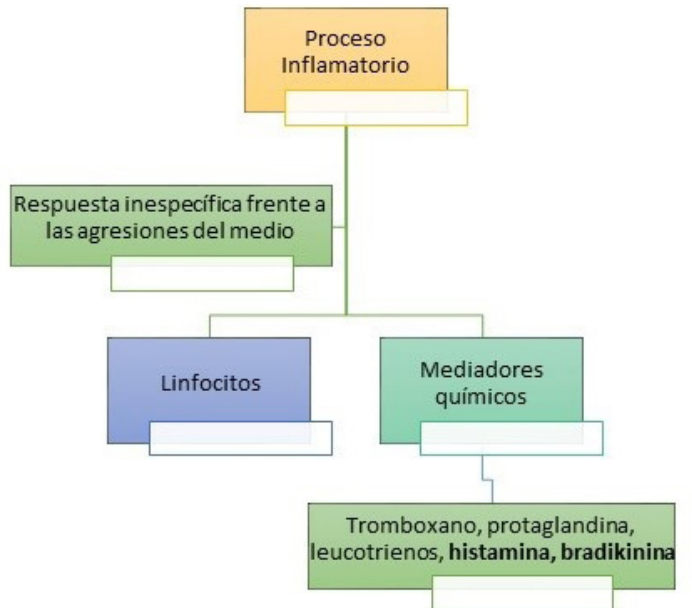 Proceso
Inflamatorio
Respuesta inespecífica frente a
las agresiones del medio
Linfocitos
Mediadores
químicos
Tromboxano, protaglandina,
leucotrienos, histamina, bradikinina